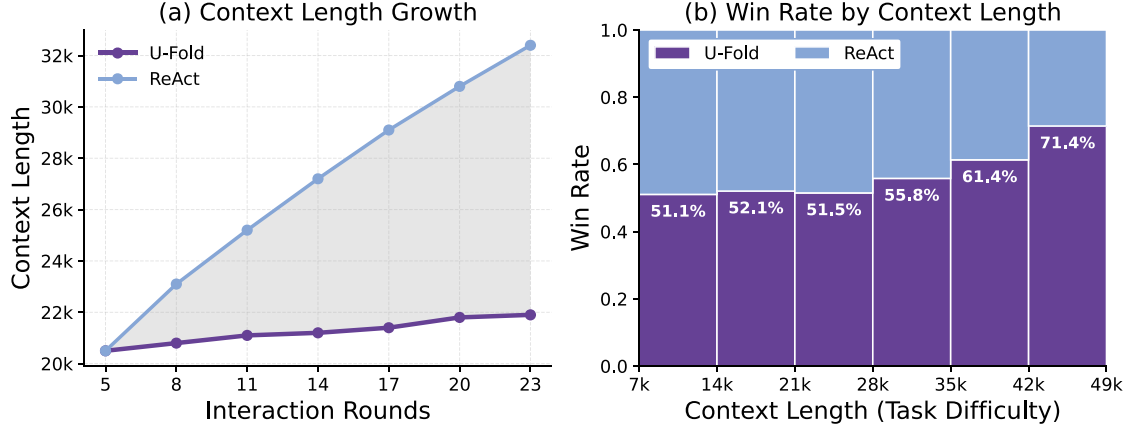 (a) Context Length Growth
U-Fold
ReAct
32k
30k
28k
26k
24k
22k
20k
Context Length
5 8 11 14 17 20 23
Interaction Rounds
(b) Win Rate by Context Length
U-Fold ReAct
1.0
0.8
0.6
0.4
0.2
0.0
Win Rate
51.1% 52.1% 51.5% 55.8% 61.4% 71.4%
7k 14k 21k 28k 35k 42k 49k
Context Length (Task Difficulty)